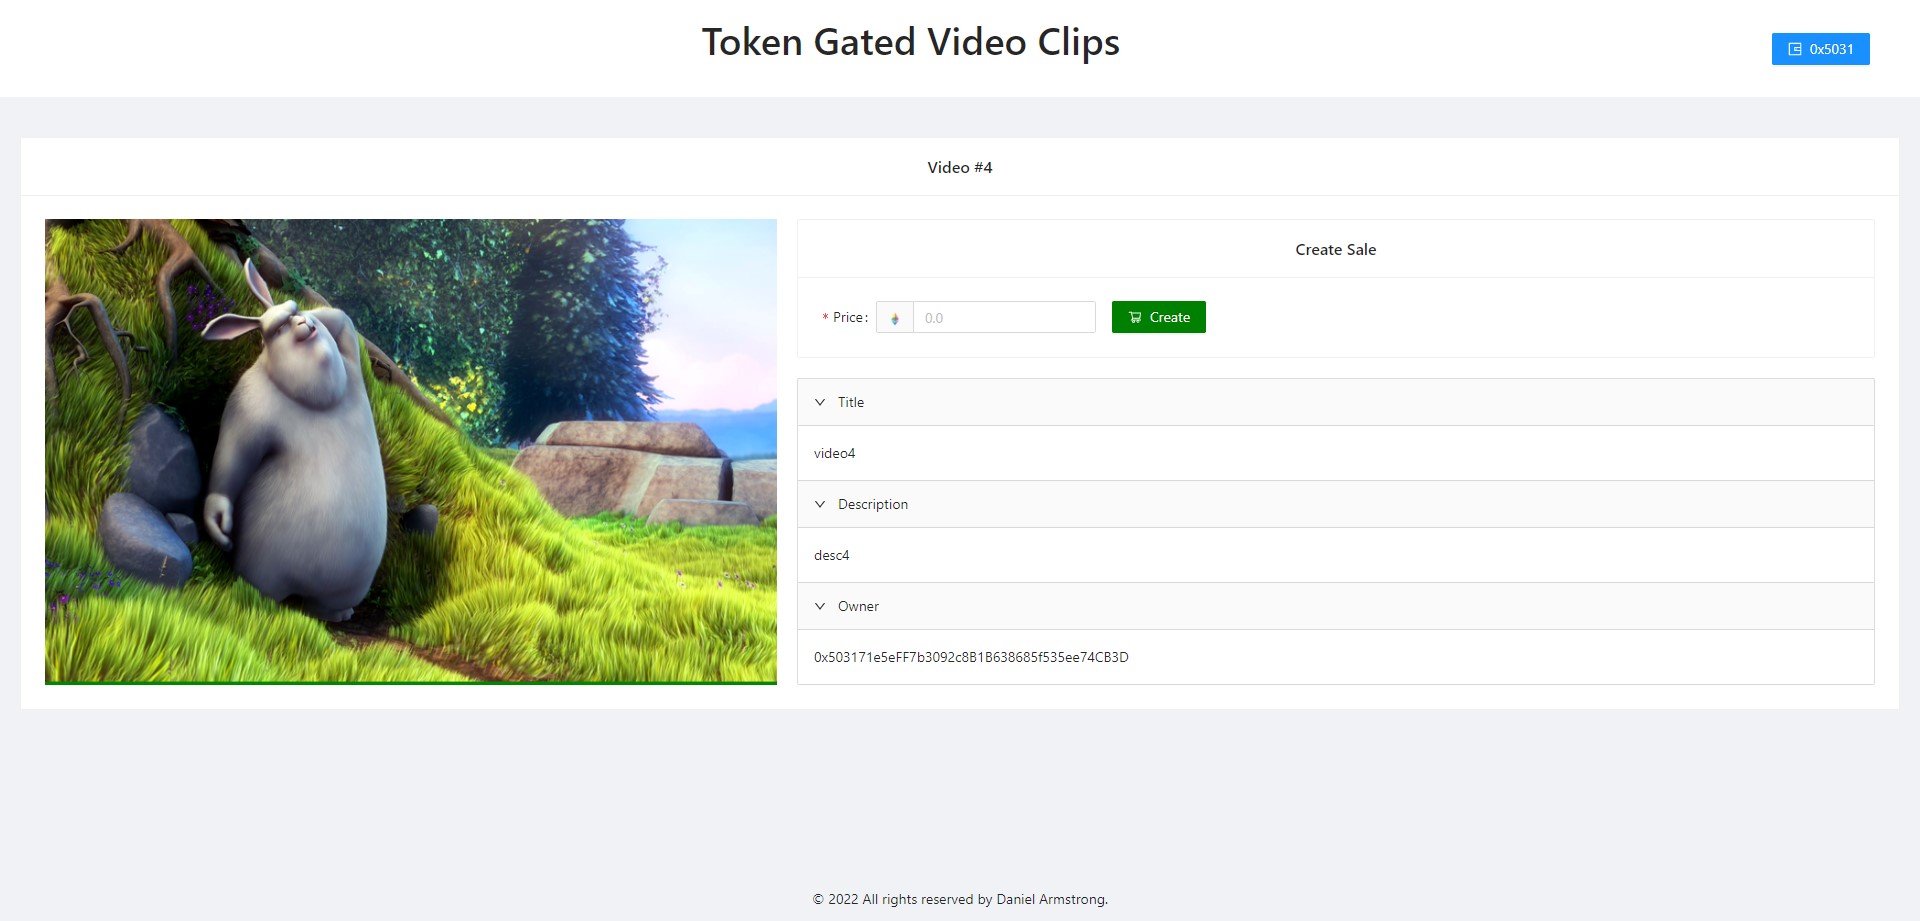 Token Gated Video Clips
0x5031
Video #4
Create Sale
* Price: 0.0 Create
Title
video4
Description
desc4
Owner
0x503171e5eFF7b3092c8B1B638685f535ee74CB3D
© 2022 All rights reserved by Daniel Armstrong.